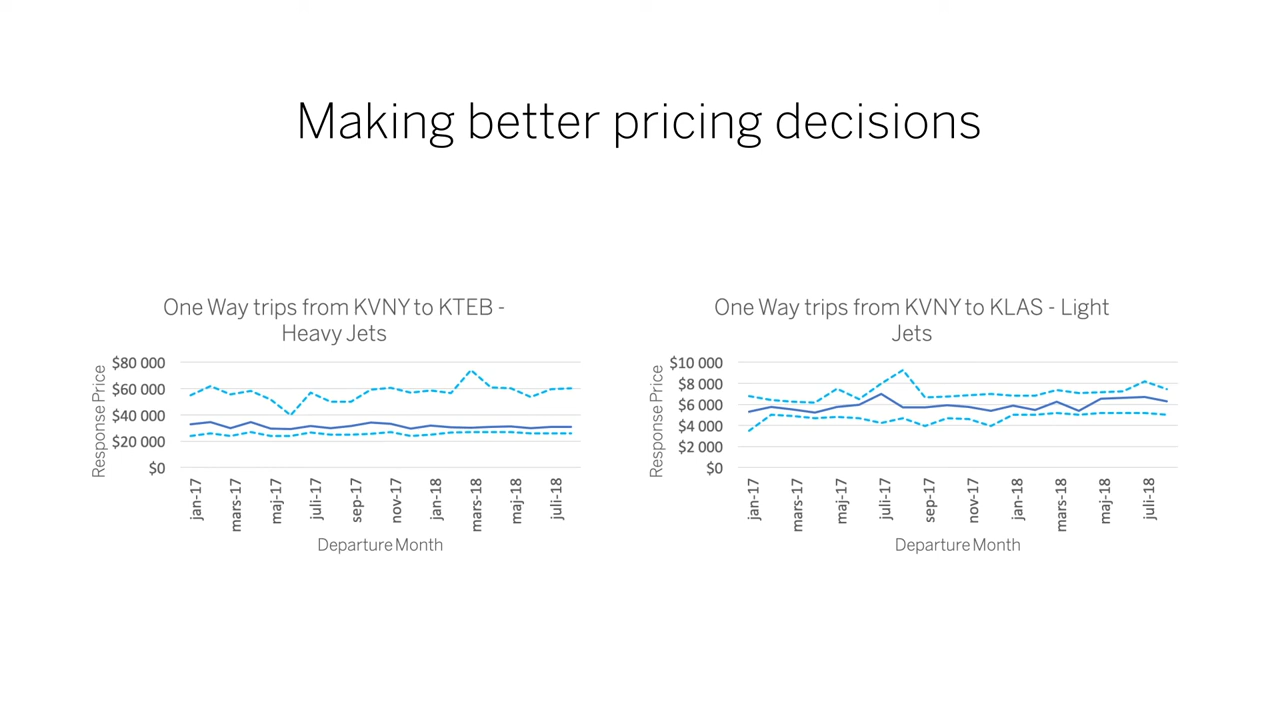 Making better pricing decisions
One Way trips from KVNY to KTEB -
Heavy Jets
Response Price
$80 000
$60 000
$40 000
$20 000
$0
jan-17
mars-17
maj-17
juli-17
sep-17
nov-17
jan-18
mars-18
maj-18
juli-18
Departure Month
One Way trips from KVNY to KLAS - Light
Jets
Response Price
$10 000
$8 000
$6 000
$4 000
$2 000
$0
jan-17
mars-17
maj-17
juli-17
sep-17
nov-17
jan-18
mars-18
maj-18
juli-18
Departure Month